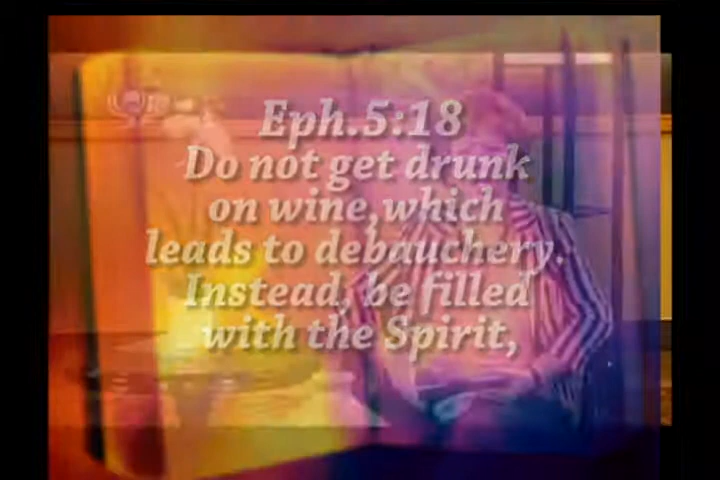 Eph.5:18
Do not get drunk
on wine,which
leads to debauchery.
Instead, be filled
with the Spirit,